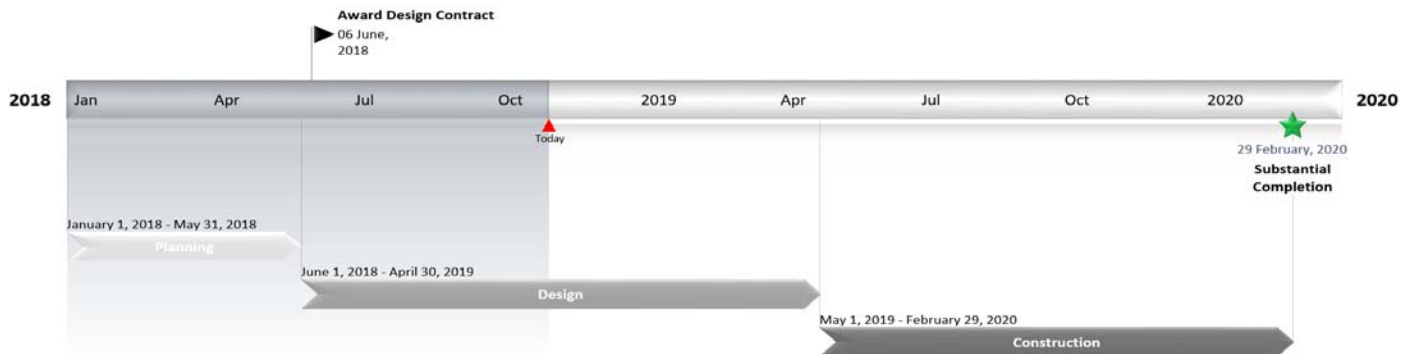 Award Design Contract
06 June,
2018
2018 Jan Apr Jul Oct 2019 Apr Jul Oct 2020 2020
Today
29 February, 2020
Substantial
Completion
January 1, 2018 - May 31, 2018
Planning
June 1, 2018 - April 30, 2019
Design
May 1, 2019 - February 29, 2020
Construction